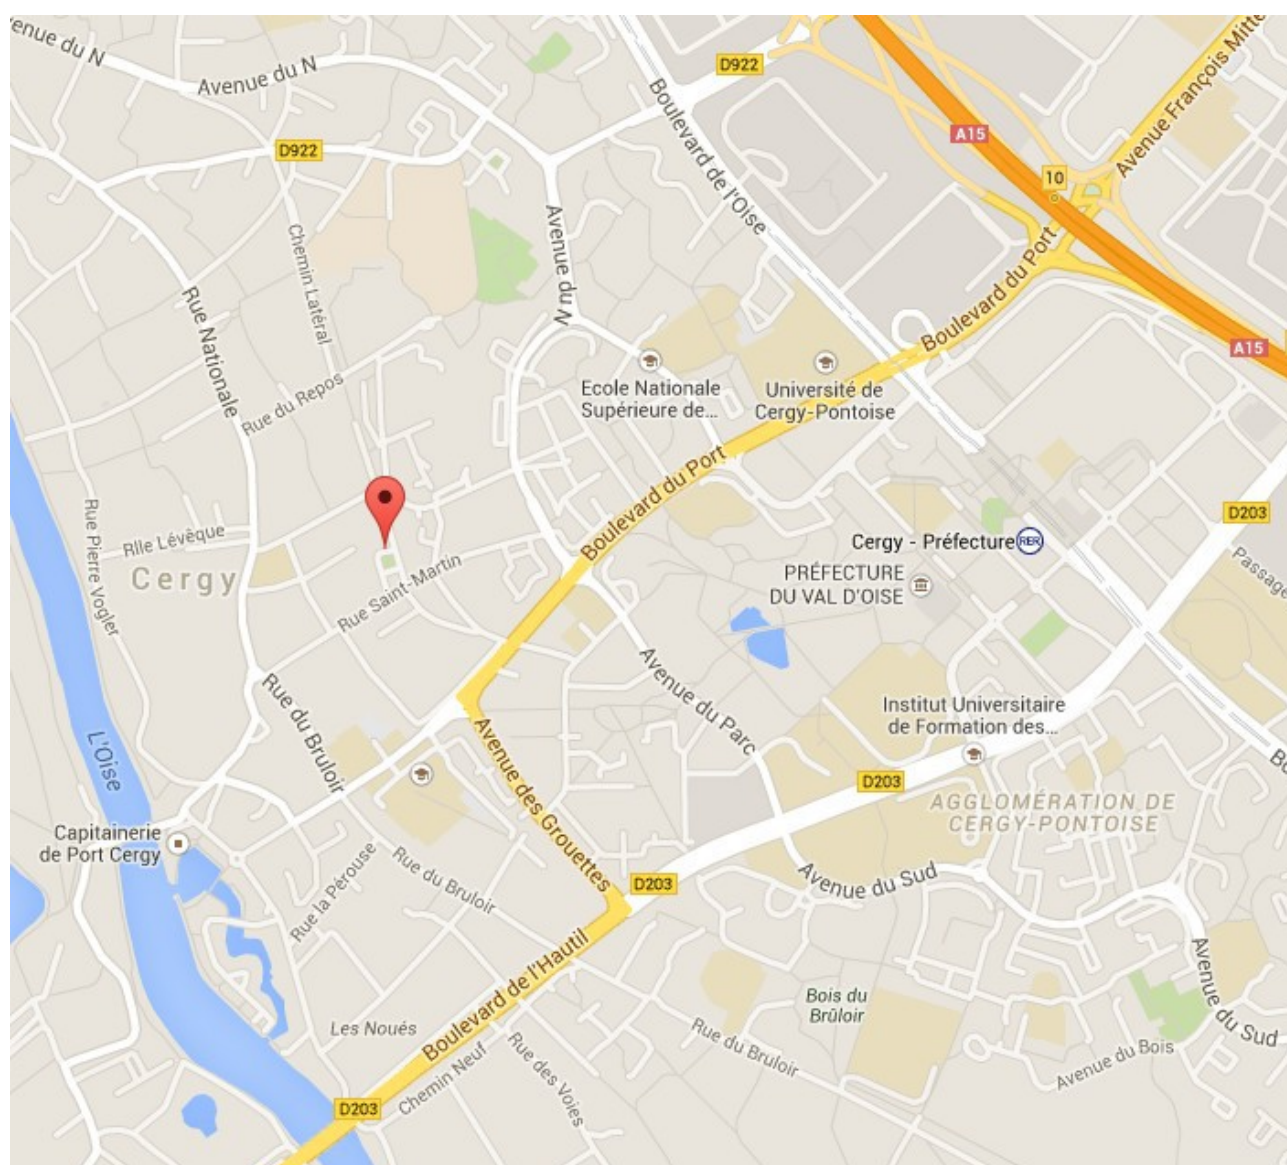 enue du N
Avenue du N
D922
D922
Boulevard de l'Oise
A15
10
Avenue François Mitte
Chemin Latéral
Avenue du N
Rue Nationale
Boulevard du Port
A15
Rue du Repos
Ecole Nationale
Supérieure de...
Université de
Cergy-Pontoise
Boulevard du Port
Rue Pierre Vogler
Rlle Lévêque
Cergy
Rue Saint-Martin
D203
Cergy - Préfecture
RER
PRÉFECTURE
DU VAL D'OISE
Passage
Rue du Bruloir
Avenue du Parc
Institut Universitaire
de Formation des...
L'Oise
Avenue des Grouettes
D203
Bo
AGGLOMÉRATION DE
CERGY-PONTOISE
Capitainerie
de Port Cergy
Rue la Pérouse
Rue du Bruloir
D203
Avenue du Sud
Boulevard de l'Hautil
Avenue du Sud
Bois du
Brûloir
Les Noués
Rue du Bruloir
Avenue du Bois
Chemin Neuf
Rue des Voies
D203